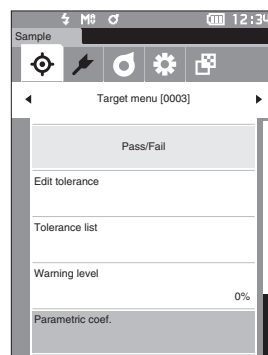 M 12:34
Sample
Target menu [0003]
Pass/Fail
Edit tolerance
Tolerance list
Warning level
0%
Parametric coef.